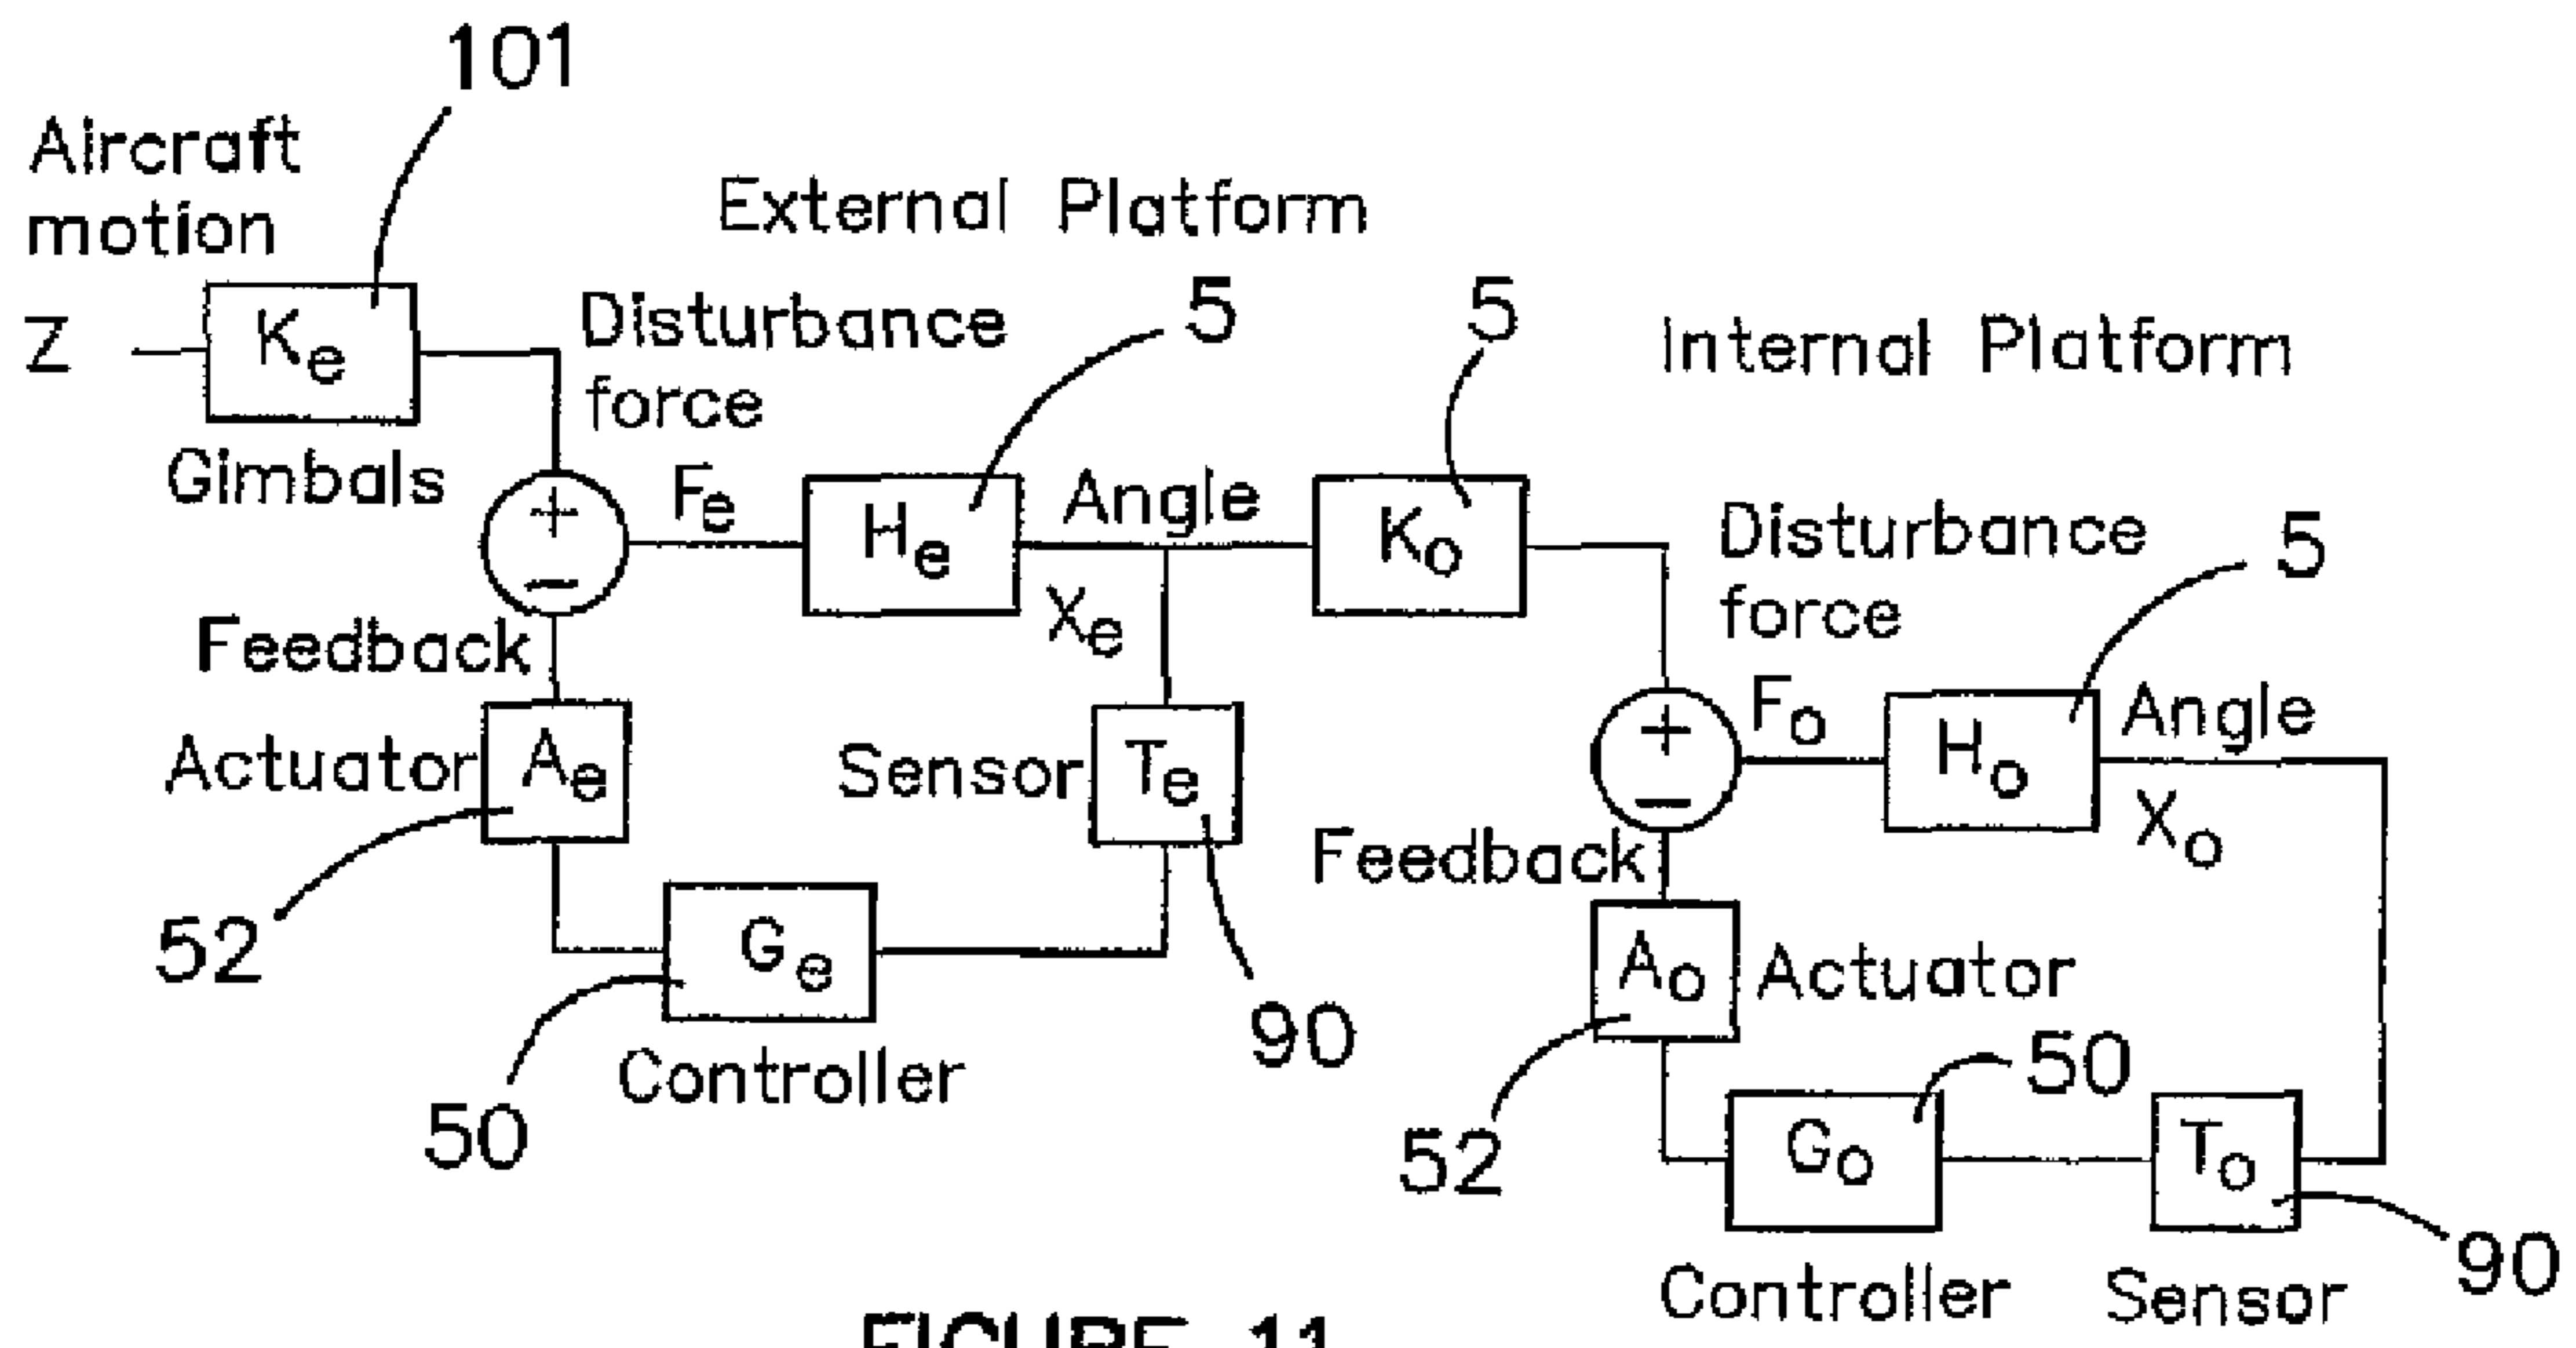 101
Aircraft
motion
External Platform
Z
Ke
Disturbance
force
5
5
Internal Platform
Gimbals
+
Fe
He
Angle
Ko
Disturbance
force
5
−
Xe
Feedback
Actuator
Ae
Sensor
Te
+
Fo
Ho
Angle
−
Xo
Feedback
52
Ge
90
Ao
Actuator
50
Controller
50
52
Go
To
90
Controller
Sensor
FIGURE 11